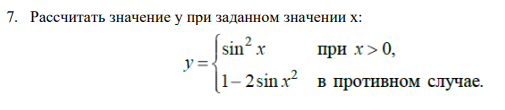 7. Рассчитать значение y при заданном значении x:
y = { sin² x при x > 0,
1 – 2 sin x² в противном случае.